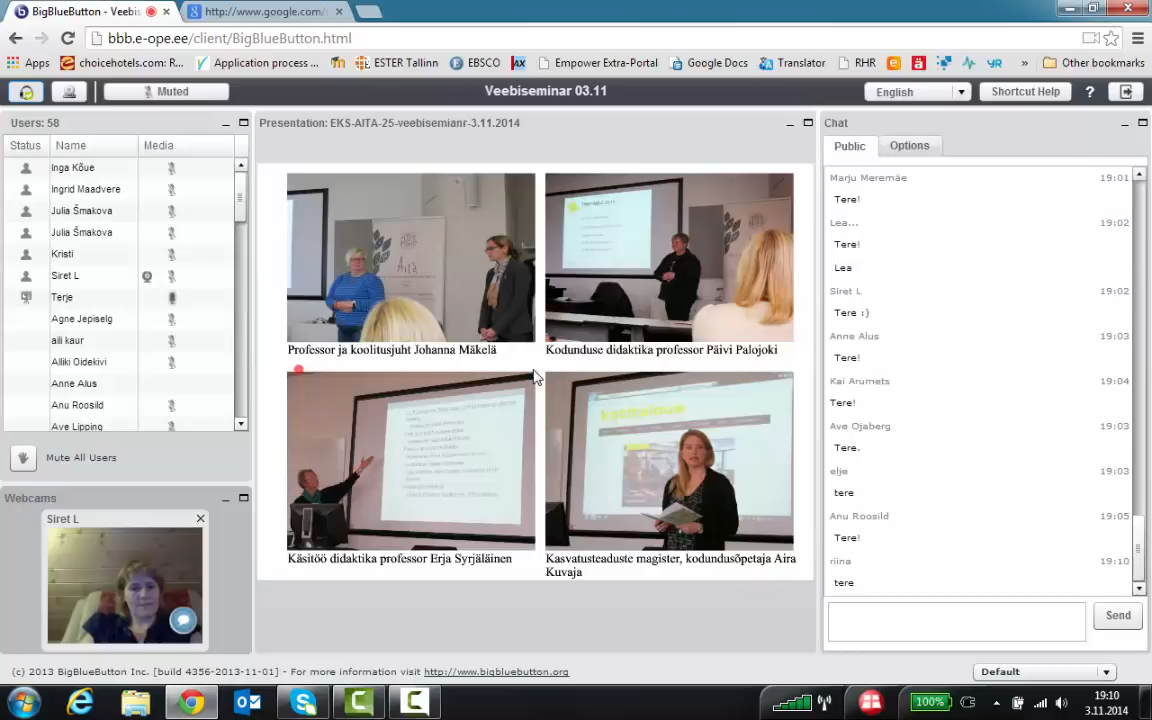 BigBlueButton - Veebis
http://www.google.com/
bbb.e-ope.ee/client/BigBlueButton.html
Apps
choicehotels.com: R...
Application process ...
ESTER Tallinn
EBSCO
Empower Extra-Portal
Google Docs
Translator
RHR
»
Other bookmarks
Muted
Veebiseminar 03.11
English
Shortcut Help
?
Users: 58
Status Name Media
Inga Kõue
Ingrid Maadvere
Julia Šmakova
Julia Šmakova
Kristi
Siret L
Terje
Agne Jepiselg
aili kaur
Alliki Oidekivi
Anne Alus
Anu Roosild
Ave Lipping
Mute All Users
Webcams
Siret L
Presentation: EKS-AITA-25-veebisemianr-3.11.2014
Professor ja koolitusjuht Johanna Mäkelä
Kodunduse didaktika professor Päivi Palojoki
Käsitöö didaktika professor Erja Syrjäläinen
Kasvatusteaduste magister, kodundusõpetaja Aira
Kuvaja
Chat
Public
Options
Marju Meremäe 19:01
Tere!
Lea... 19:02
Tere!
Lea
Siret L 19:02
Tere :)
Anne Alus 19:03
Tere!
Kai Arumets 19:04
Tere!
Ave Ojaberg 19:03
Tere.
elje 19:03
tere
Anu Roosild 19:05
Tere!
riina 19:10
tere
Send
(c) 2013 BigBlueButton Inc. [build 4356-2013-11-01] - For more information visit http://www.bigbluebutton.org
Default
100%
19:10
3.11.2014